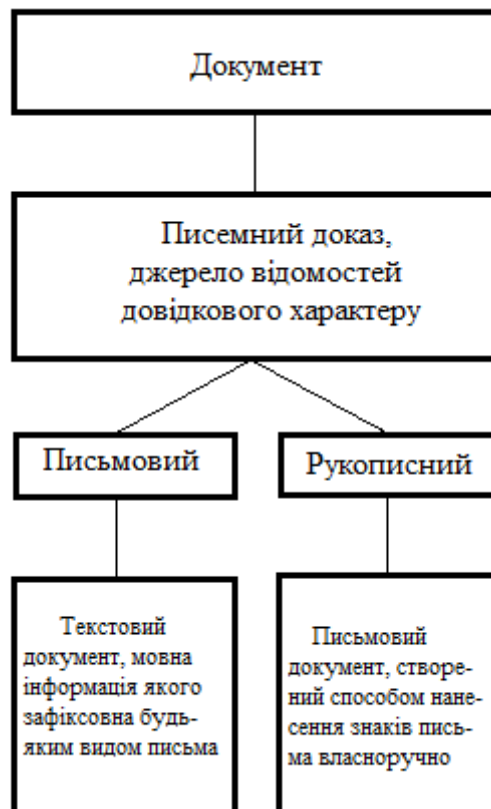 Документ
Писемний доказ,
джерело відомостей
довідкового характеру
Письмовий
Рукописний
Текстовий
документ, мовна
інформація якого
зафіксовна будь-
яким видом письма
Письмовий
документ, створе-
ний способом нане-
сення знаків пись-
ма власноручно